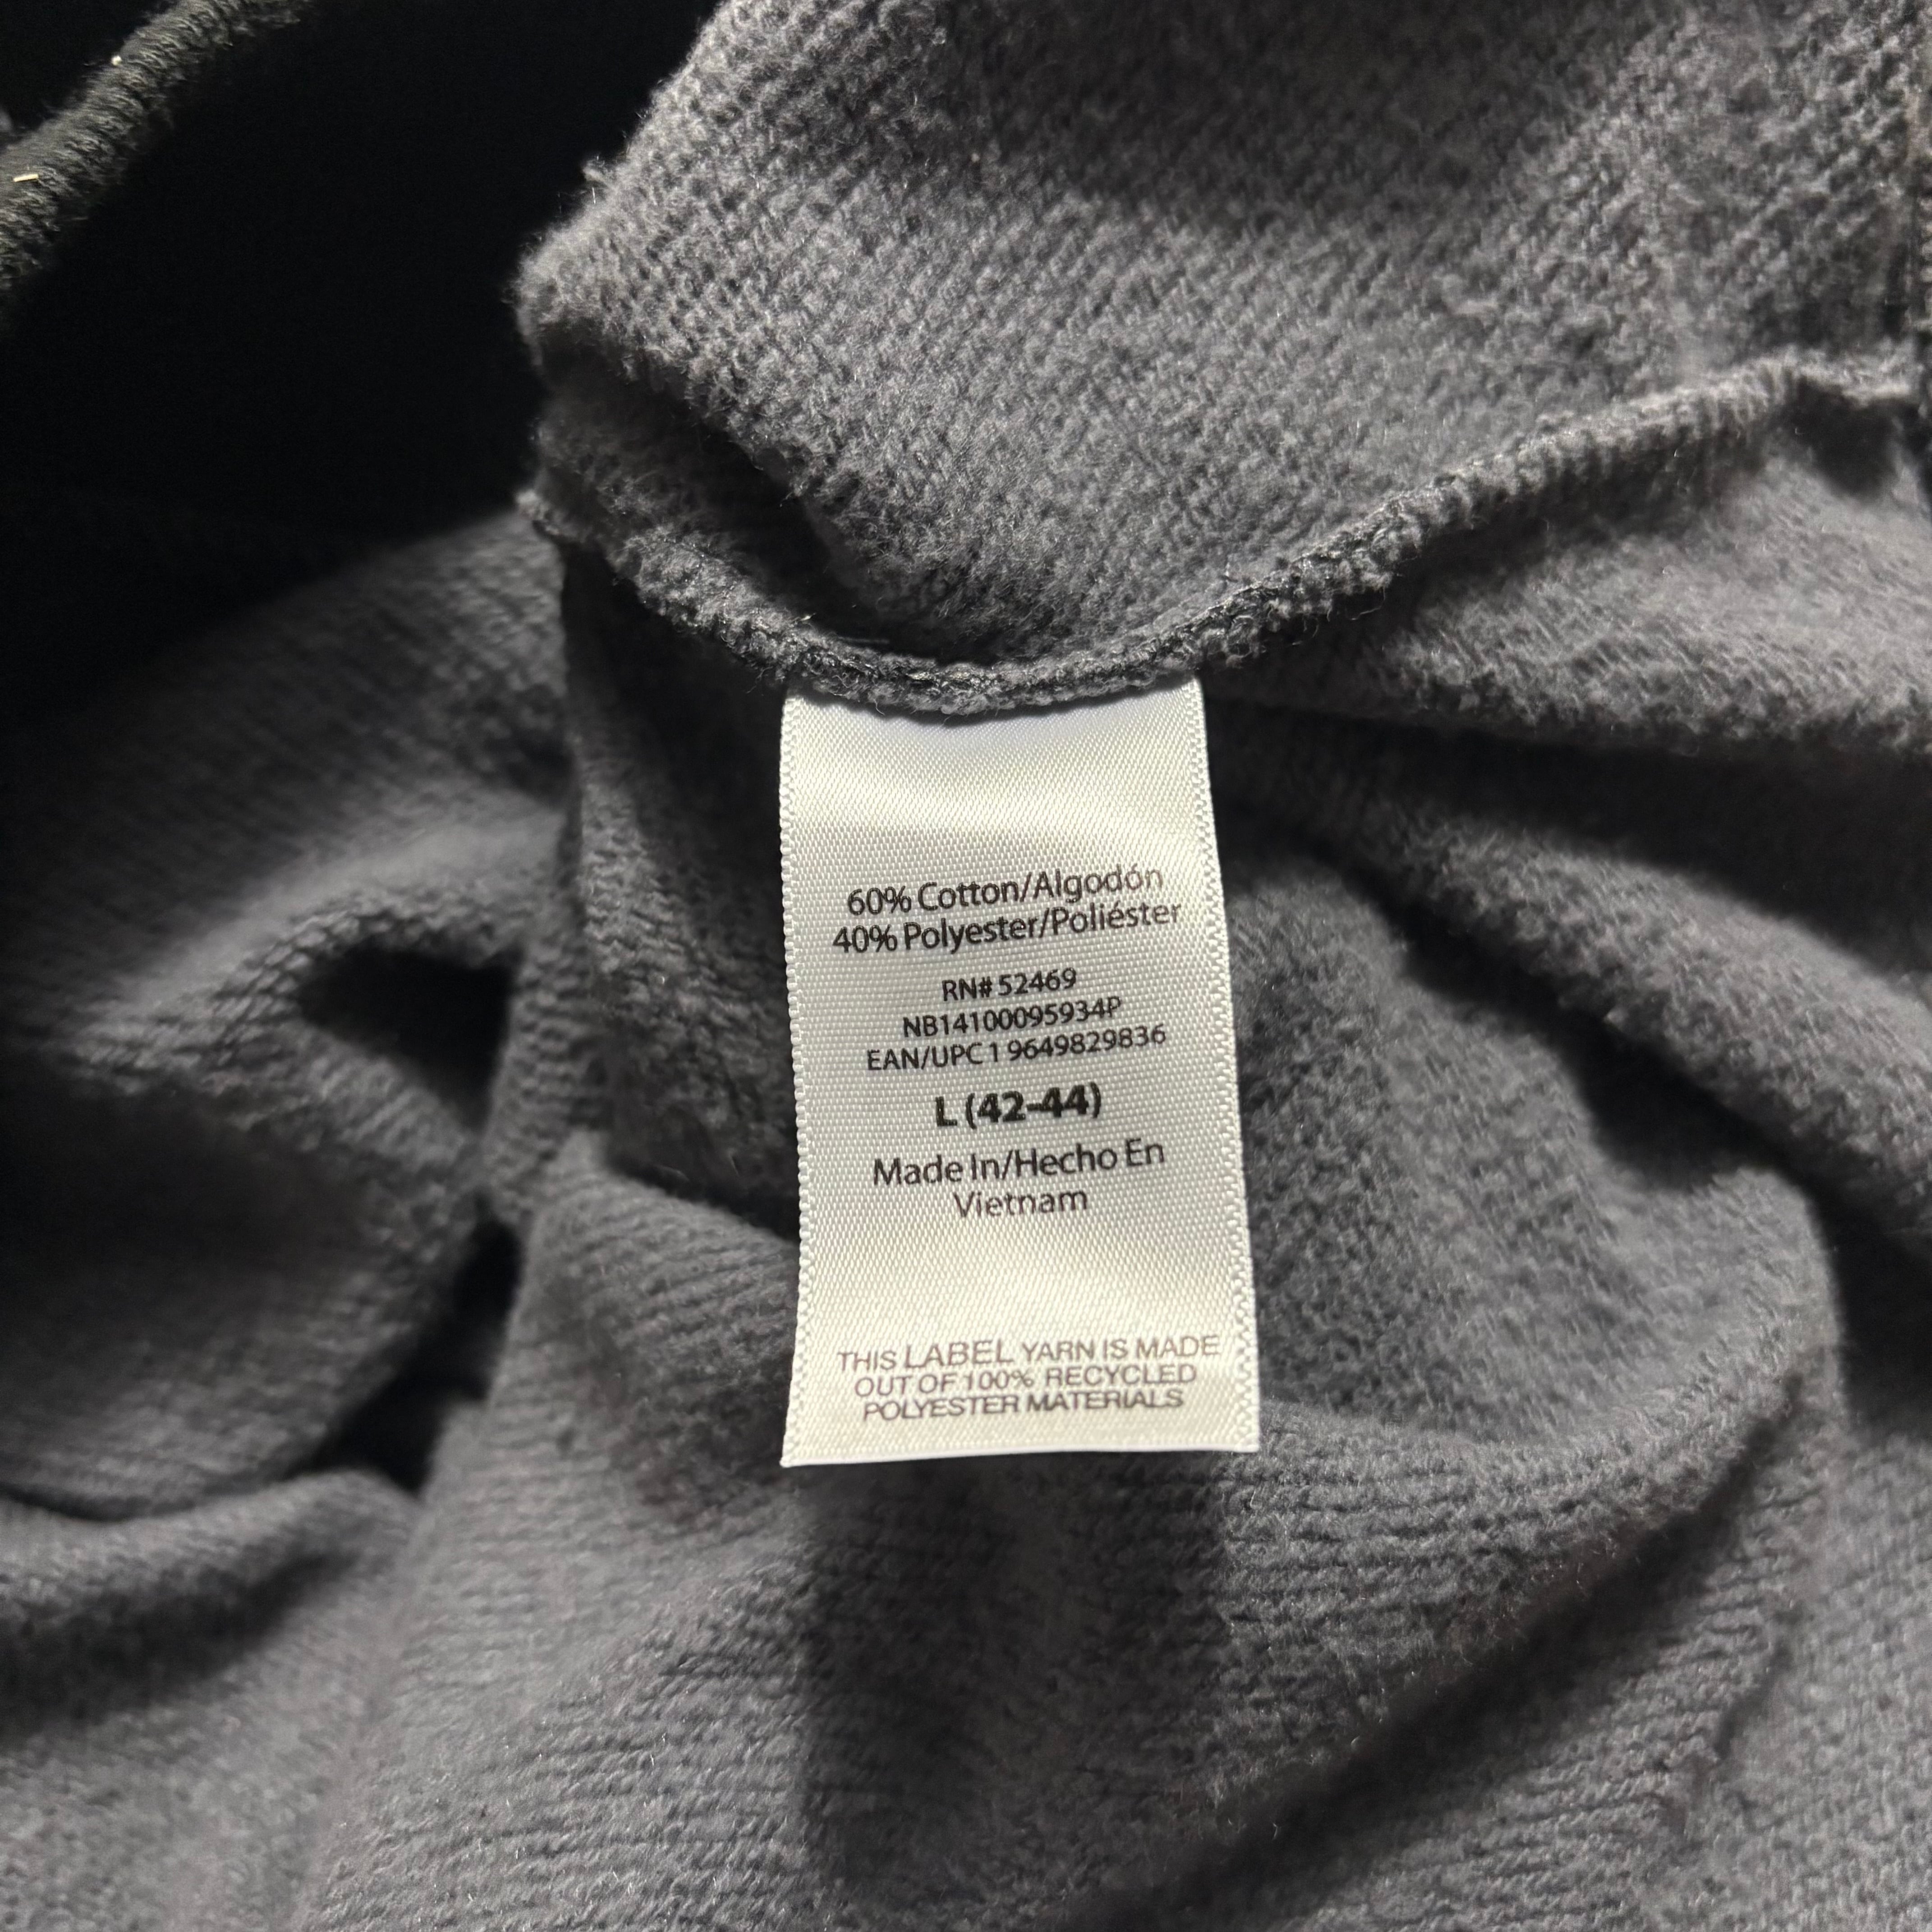 60% Cotton/Algodón
40% Polyester/Poliéster
RN# 52469
NB14100095934P
EAN/UPC 1 9649829836
L (42-44)
Made In/Hecho En
Vietnam
THIS LABEL YARN IS MADE
OUT OF 100% RECYCLED
POLYESTER MATERIALS